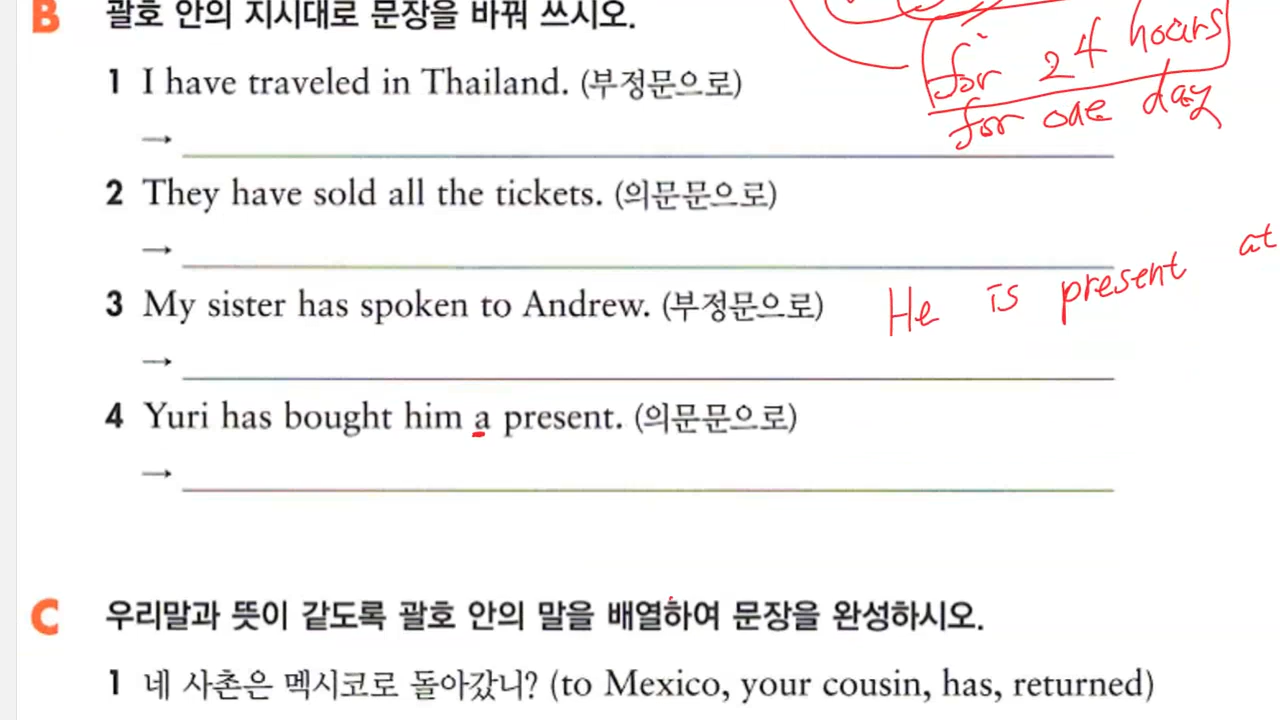 B 괄호 안의 지시대로 문장을 바꿔 쓰시오.
for 24 hours
for one day
1 I have traveled in Thailand. (부정문으로)
→
2 They have sold all the tickets. (의문문으로)
→
He is present at
3 My sister has spoken to Andrew. (부정문으로)
→
4 Yuri has bought him a present. (의문문으로)
→
C 우리말과 뜻이 같도록 괄호 안의 말을 배열하여 문장을 완성하시오.
1 네 사촌은 멕시코로 돌아갔니? (to Mexico, your cousin, has, returned)